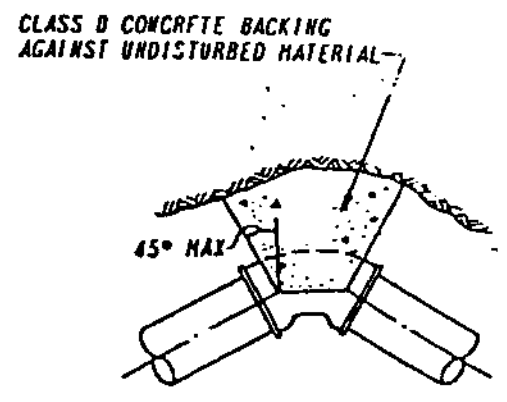 CLASS D CONCRETE BACKING
AGAINST UNDISTURBED MATERIAL
45° MAX